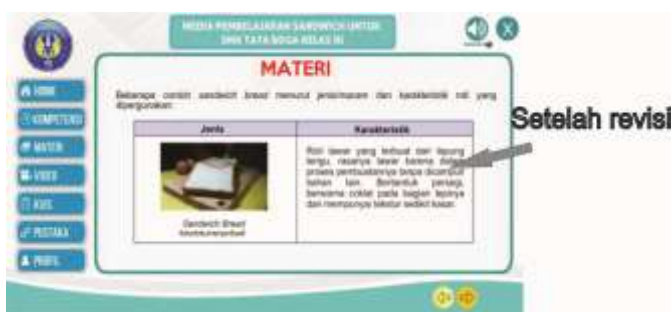 MEDIA PEMBELAJARAN SANDWICH UNTUK
SMK TATA BOGA KELAS XI
MATERI
Beberapa contoh sandwich bread menurut jenis/macam dan karakteristik roti yang
dipergunakan:
Jenis
Karakteristik
Roti tawar yang terbuat dari tepung
terigu, rasanya tawar karena dalam
proses pembuatannya tanpa dicampur
bahan lain. Berbentuk persegi,
berwarna coklat pada bagian tepinya
dan mempunyai tekstur sedikit kasar.
Sandwich Bread
HOME
KOMPETENSI
MATERI
VIDEO
KUIS
PUSTAKA
PROFIL
Setelah revisi